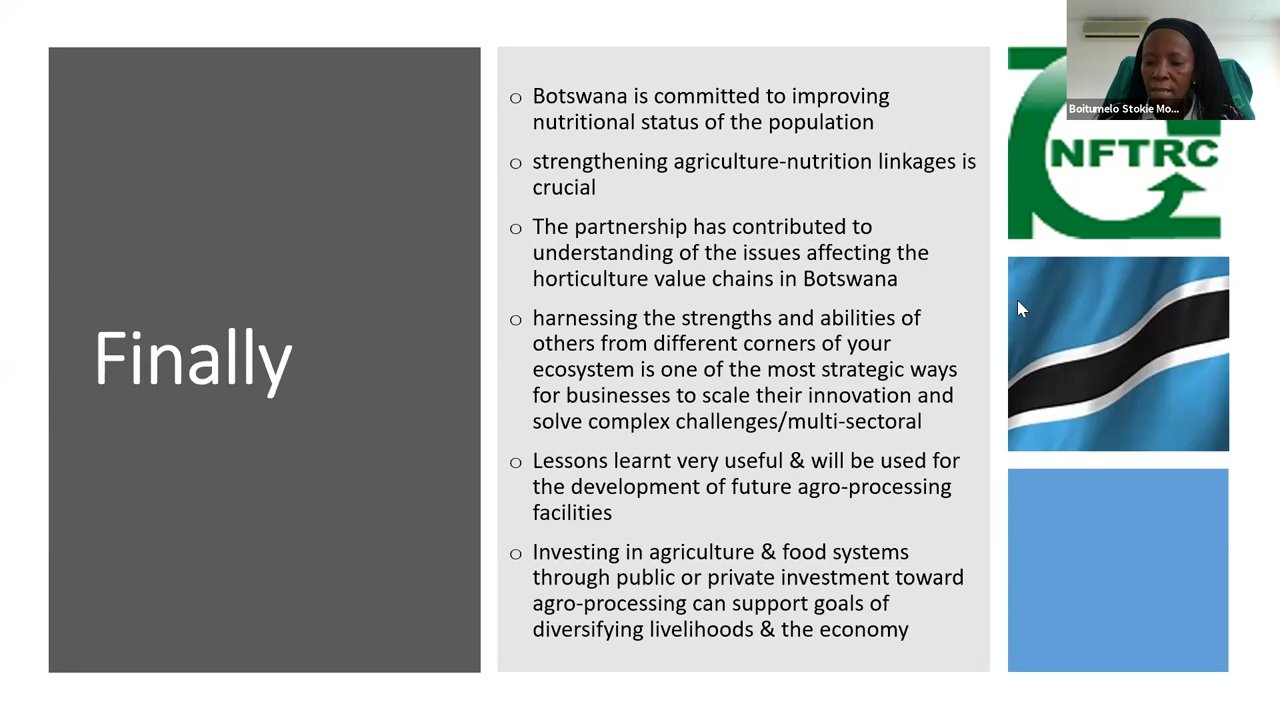 Finally
○ Botswana is committed to improving
nutritional status of the population
○ strengthening agriculture-nutrition linkages is
crucial
○ The partnership has contributed to
understanding of the issues affecting the
horticulture value chains in Botswana
○ harnessing the strengths and abilities of
others from different corners of your
ecosystem is one of the most strategic ways
for businesses to scale their innovation and
solve complex challenges/multi-sectoral
○ Lessons learnt very useful & will be used for
the development of future agro-processing
facilities
○ Investing in agriculture & food systems
through public or private investment toward
agro-processing can support goals of
diversifying livelihoods & the economy
Boitumelo Stokie Mo...
NFTRC